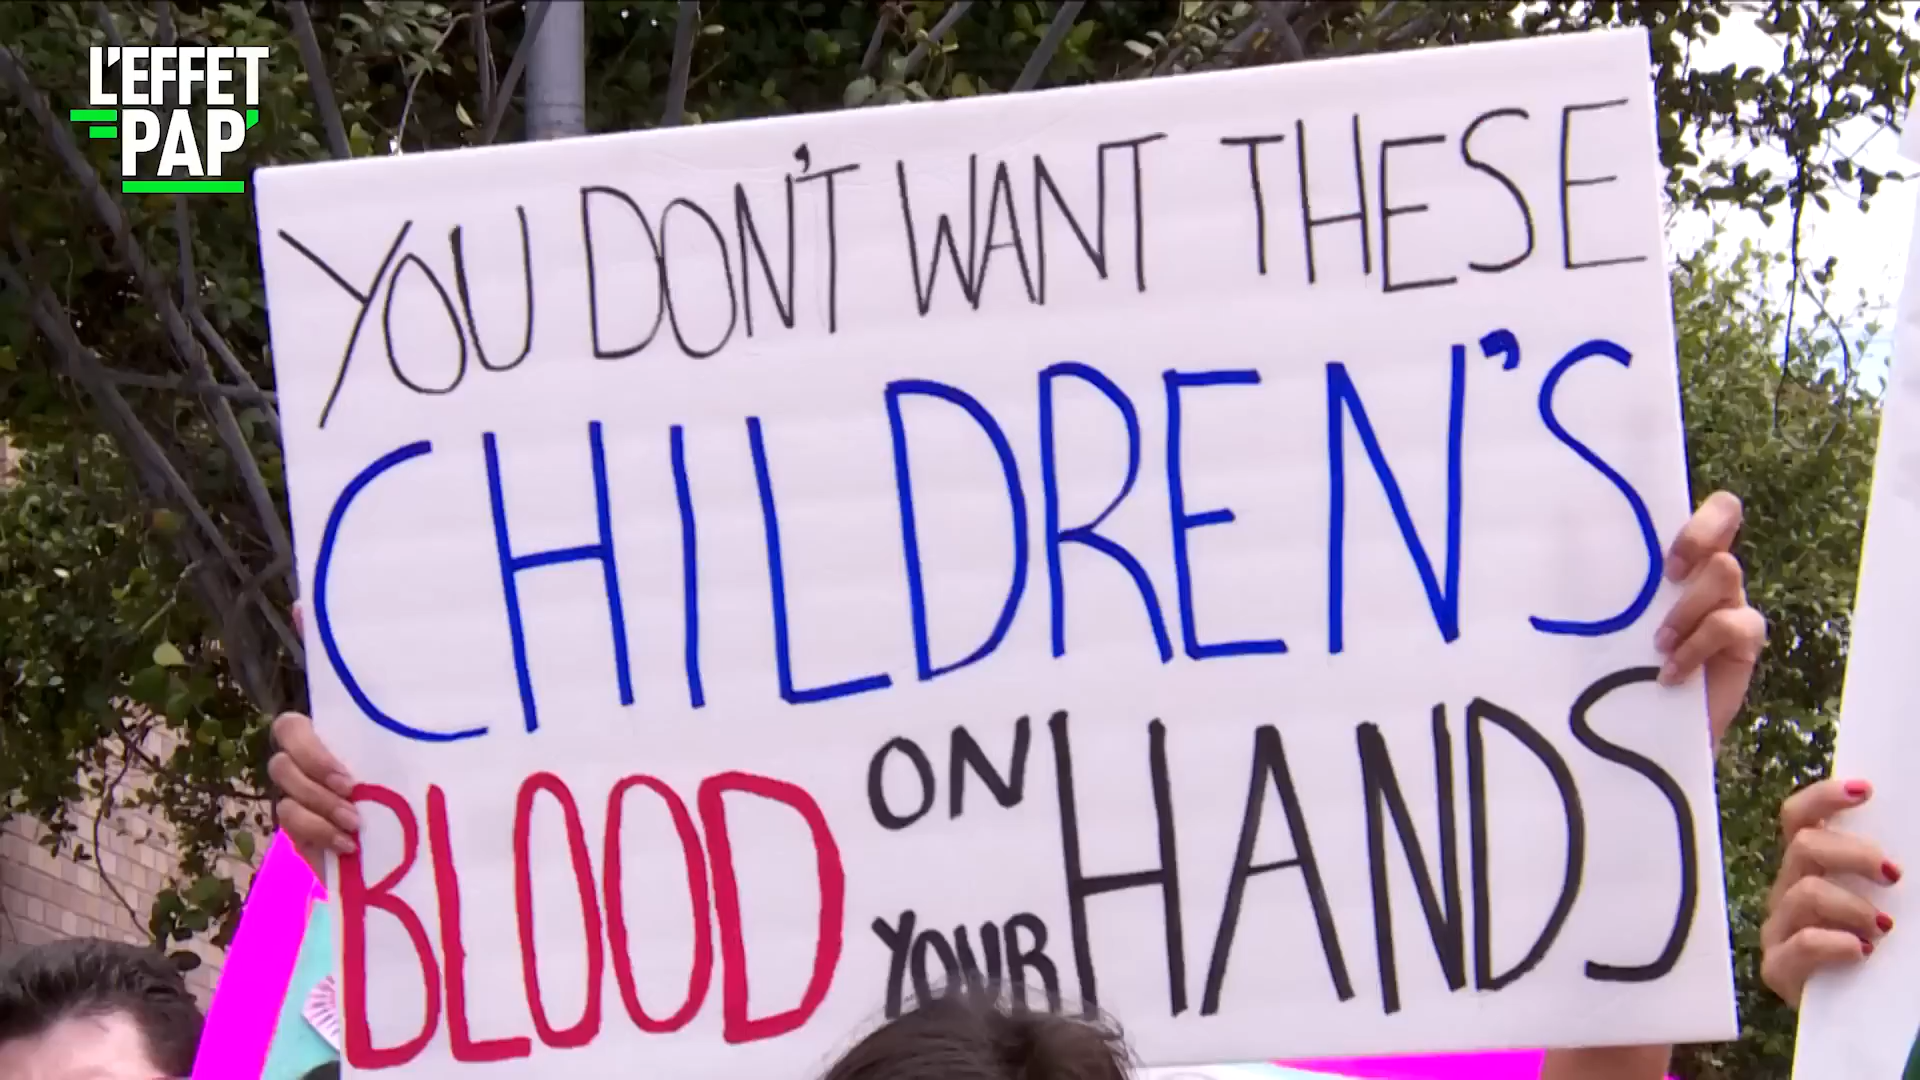 L'EFFET
PAP'
YOU DON'T WANT THESE
CHILDREN'S
BLOOD ON YOUR HANDS